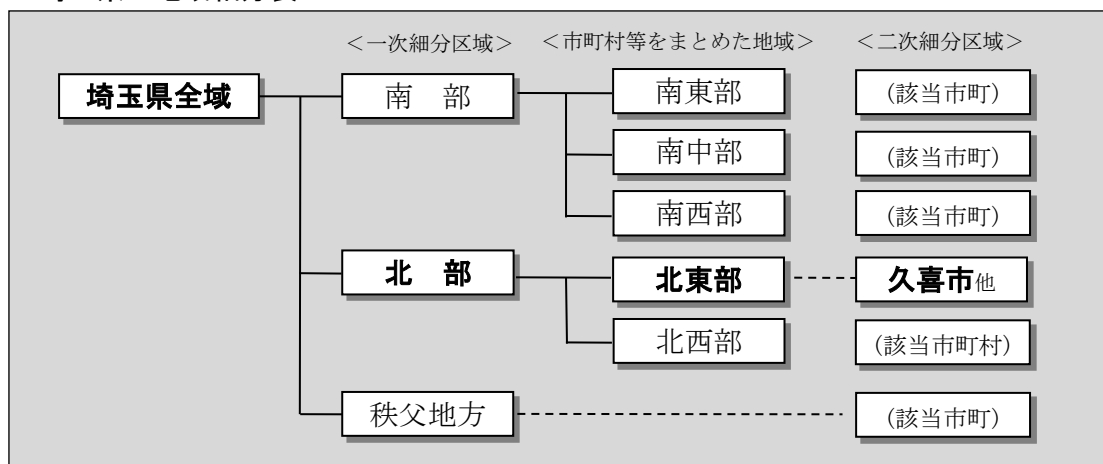 ＜一次細分区域＞ ＜市町村等をまとめた地域＞ ＜二次細分区域＞
埼玉県全域 南　部 南東部 (該当市町)
南中部 (該当市町)
南西部 (該当市町)
北　部 北東部 久喜市他
北西部 (該当市町村)
秩父地方 (該当市町)